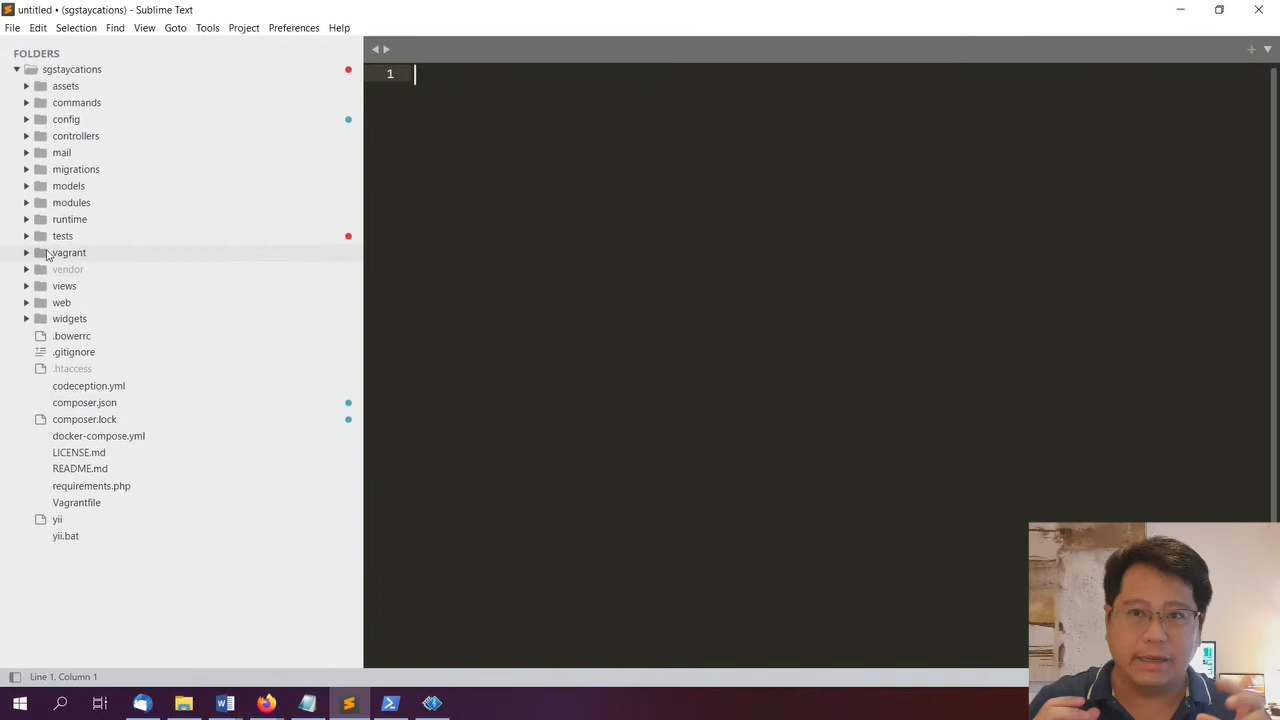 untitled • (sgstaycations) - Sublime Text
File Edit Selection Find View Goto Tools Project Preferences Help
FOLDERS
sgstaycations
1
assets
commands
config
controllers
mail
migrations
models
modules
runtime
tests
vagrant
vendor
views
web
widgets
.bowerrc
.gitignore
.htaccess
codeception.yml
composer.json
composer.lock
docker-compose.yml
LICENSE.md
README.md
requirements.php
Vagrantfile
yii
yii.bat
Line 1, Column 1